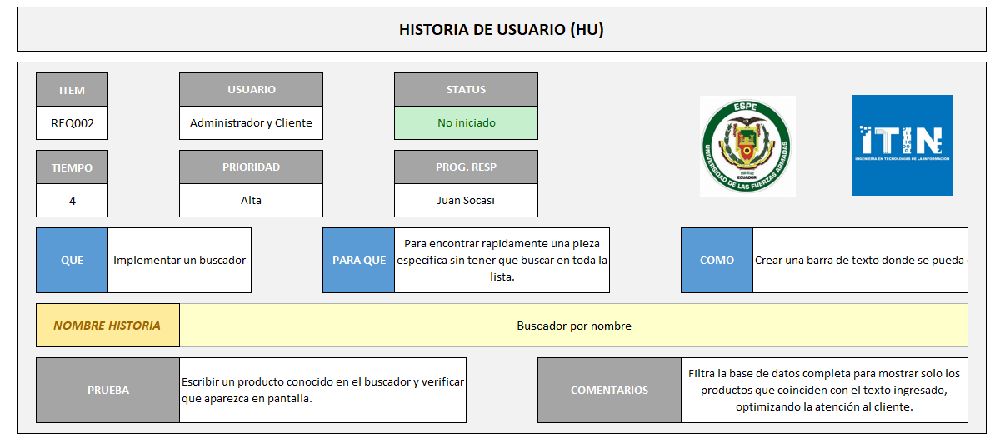 HISTORIA DE USUARIO (HU)
ITEM
USUARIO
STATUS
REQ002
Administrador y Cliente
No iniciado
TIEMPO
PRIORIDAD
PROG. RESP
4
Alta
Juan Socasi
ESPE
UNIVERSIDAD DE LAS FUERZAS ARMADAS
ECUADOR
ITIN
INGENIERÍA EN TECNOLOGÍAS DE LA INFORMACIÓN
QUE
Implementar un buscador
PARA QUE
Para encontrar rapidamente una pieza
específica sin tener que buscar en toda la
lista.
COMO
Crear una barra de texto donde se pueda
NOMBRE HISTORIA
Buscador por nombre
PRUEBA
Escribir un producto conocido en el buscador y verificar
que aparezca en pantalla.
COMENTARIOS
Filtra la base de datos completa para mostrar solo los
productos que coinciden con el texto ingresado,
optimizando la atención al cliente.